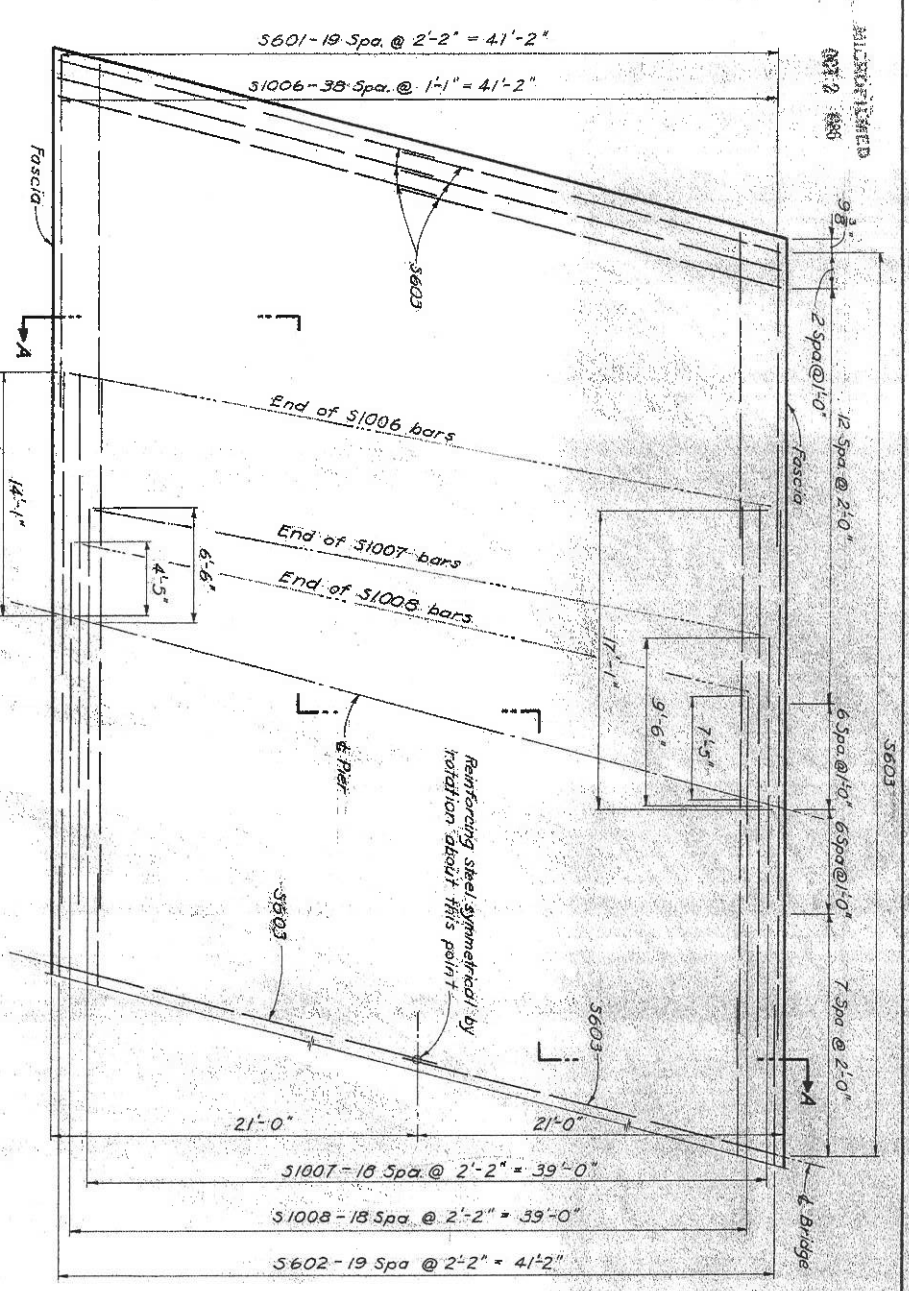 MICROFILMED
S601-19 Spa. @ 2'-2" = 41'-2"
S1006-38 Spa. @ 1'-1" = 41'-2"
9 3/8"
2 Spa @ 1'-0"
12 Spa @ 2'-0"
6 Spa. @ 1'-0"
6 Spa @ 1'-0"
7 Spa @ 2'-0"
S603
Fascia
Fascia
S603
A
A
End of S1006 bars
End of S1007 bars
End of S1008 bars
14'-1"
6'-6"
4'-5"
17'-1"
9'-6"
7'-5"
℄ Pier
Reinforcing steel symmetrical by
rotation about this point
S603
S603
℄ Bridge
21'-0"
21'-0"
S1007-18 Spa. @ 2'-2" = 39'-0"
S1008-18 Spa. @ 2'-2" = 39'-0"
S602-19 Spa @ 2'-2" = 41'-2"